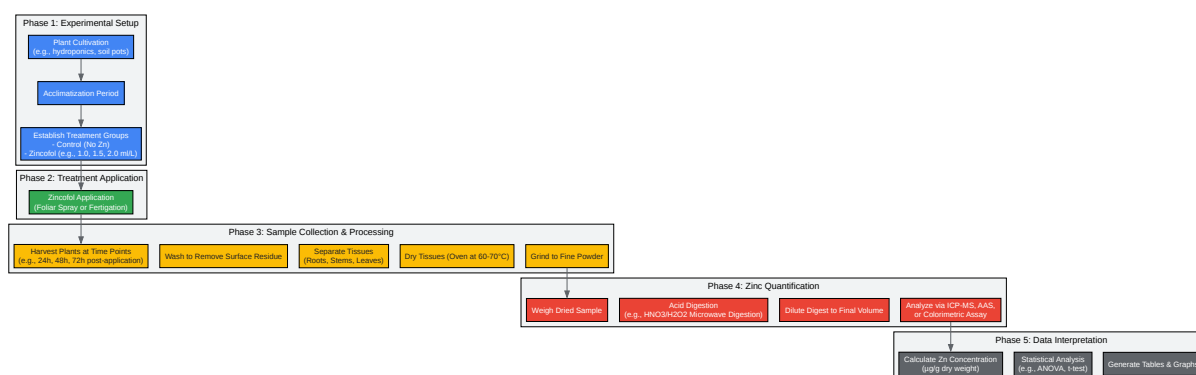 Phase 1: Experimental Setup
Plant Cultivation
(e.g., hydroponics, soil pots)
Acclimatization Period
Establish Treatment Groups
- Control (No Zn)
- Zincofol (e.g., 1.0, 1.5, 2.0 ml/L)
Phase 2: Treatment Application
Zincofol Application
(Foliar Spray or Fertigation)
Phase 3: Sample Collection & Processing
Harvest Plants at Time Points
(e.g., 24h, 48h, 72h post-application)
Wash to Remove Surface Residue
Separate Tissues
(Roots, Stems, Leaves)
Dry Tissues (Oven at 60-70°C)
Grind to Fine Powder
Phase 4: Zinc Quantification
Weigh Dried Sample
Acid Digestion
(e.g., HNO3/H2O2 Microwave Digestion)
Dilute Digest to Final Volume
Analyze via ICP-MS, AAS,
or Colorimetric Assay
Phase 5: Data Interpretation
Calculate Zn Concentration
(µg/g dry weight)
Statistical Analysis
(e.g., ANOVA, t-test)
Generate Tables & Graphs